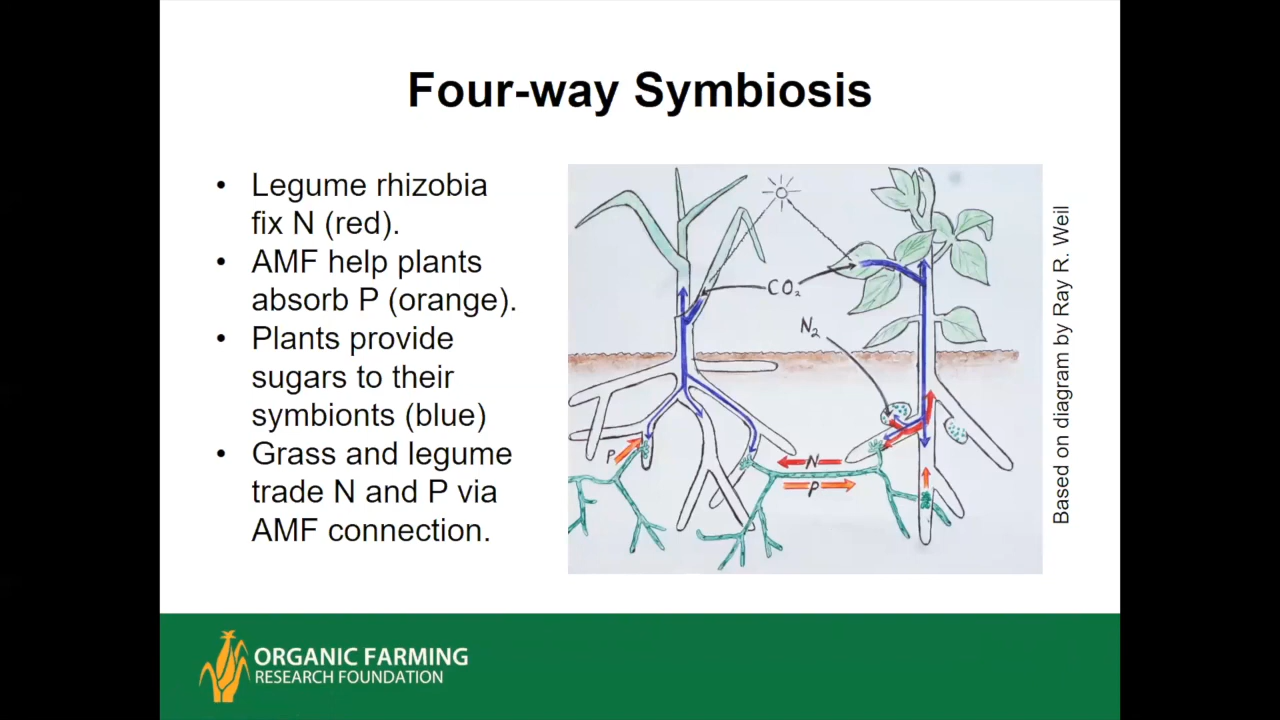 Four-way Symbiosis
• Legume rhizobia
fix N (red).
• AMF help plants
absorb P (orange).
• Plants provide
sugars to their
symbionts (blue)
• Grass and legume
trade N and P via
AMF connection.
CO₂
N₂
P
N
P
Based on diagram by Ray R. Weil
ORGANIC FARMING
RESEARCH FOUNDATION